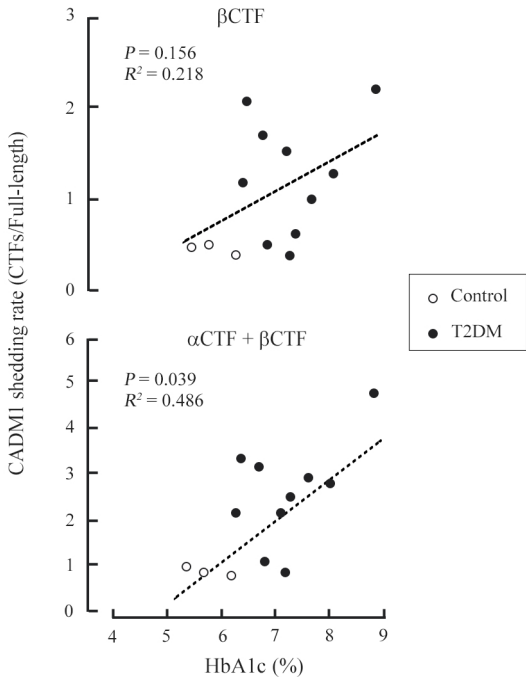 βCTF
P = 0.156
R² = 0.218
3
2
1
0
CADM1 shedding rate (CTFs/Full-length)
Control
T2DM
αCTF + βCTF
P = 0.039
R² = 0.486
6
5
4
3
2
1
0
4 5 6 7 8 9
HbA1c (%)